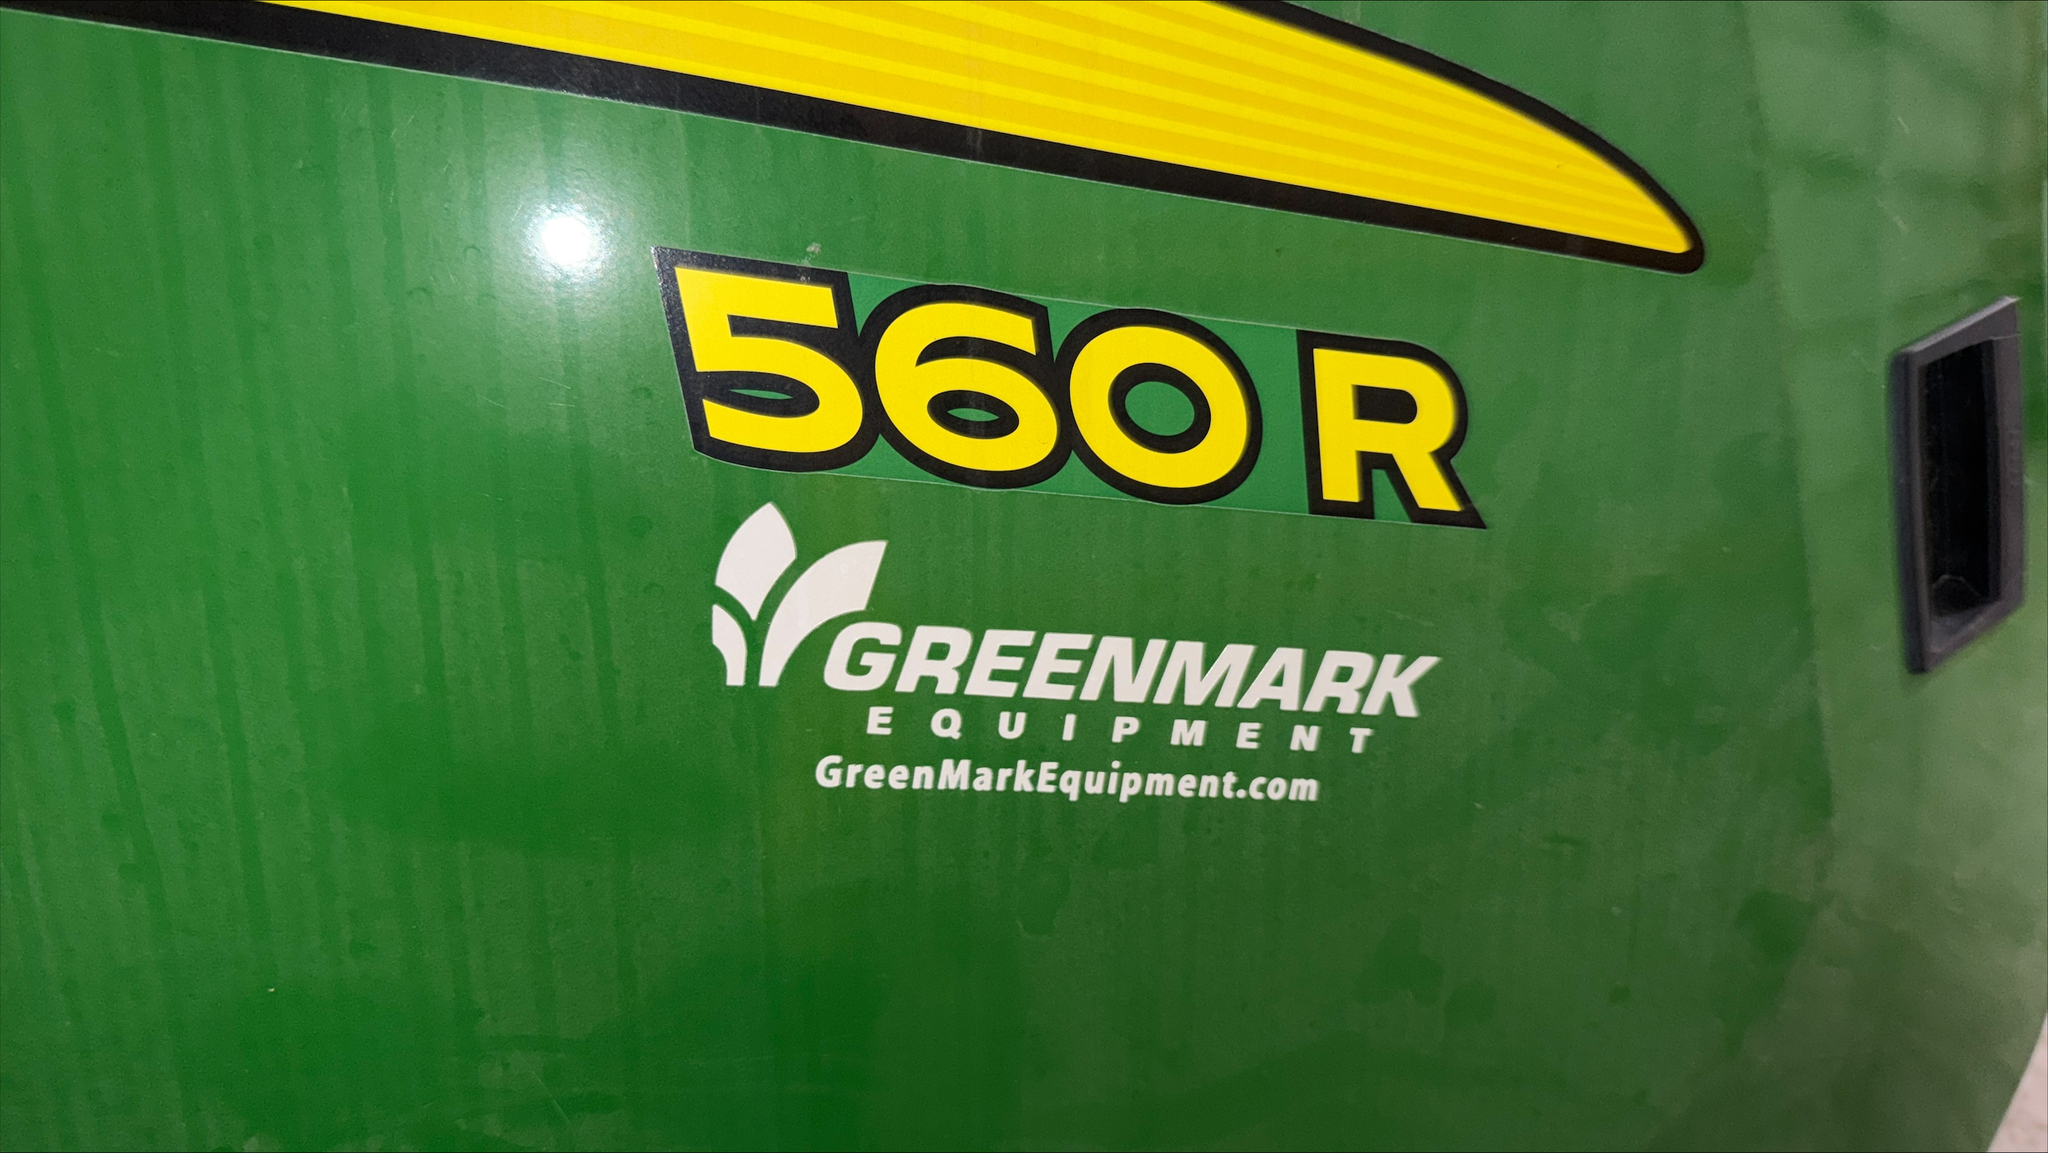 560 R
GREENMARK
EQUIPMENT
GreenMarkEquipment.com